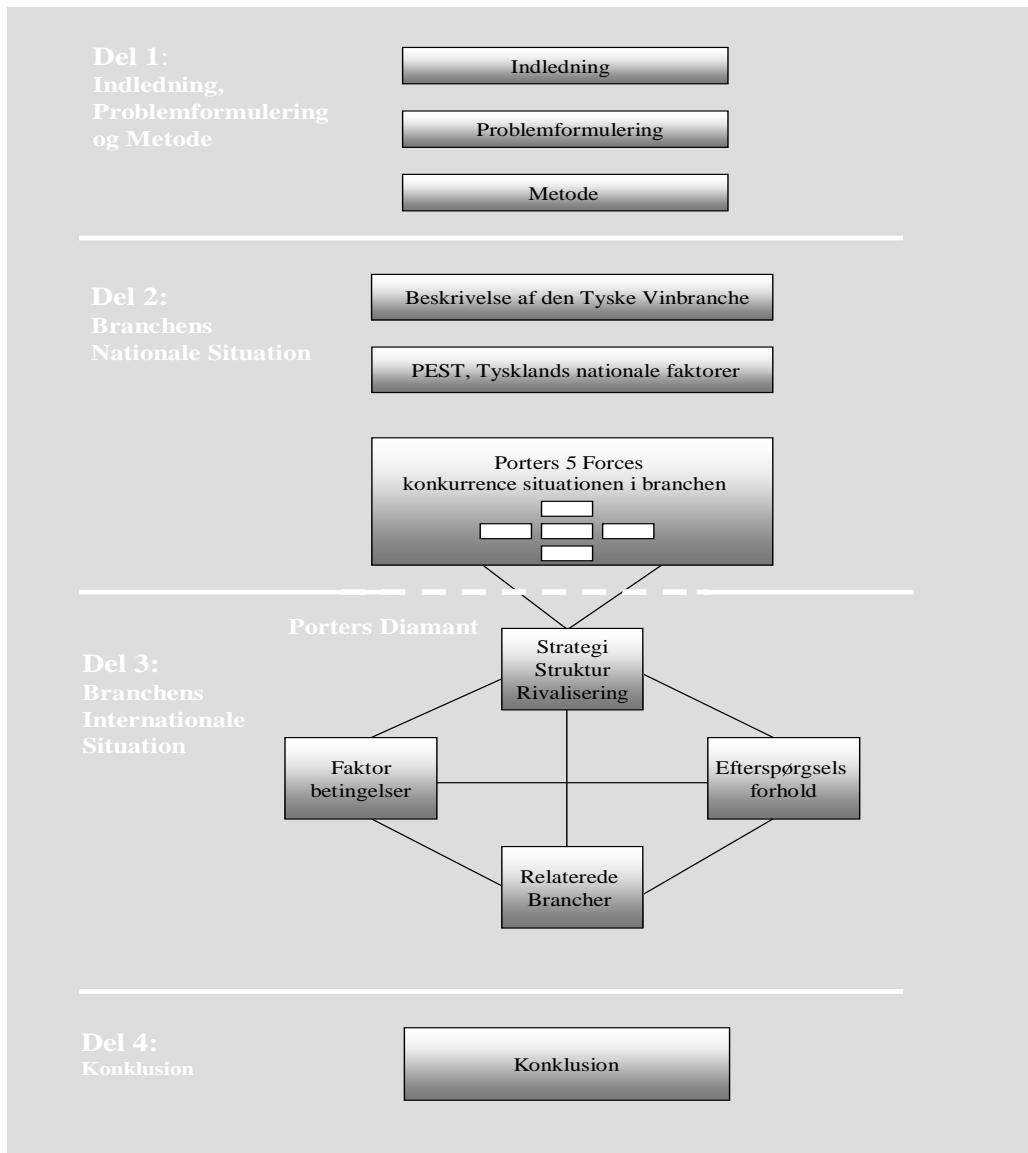 Del 1:
Indledning,
Problemformulering
og Metode
Indledning
Problemformulering
Metode
Del 2:
Branchens
Nationale Situation
Beskrivelse af den Tyske Vinbranche
PEST, Tysklands nationale faktorer
Porters 5 Forces
konkurrence situationen i branchen
Porters Diamant
Del 3:
Branchens
Internationale
Situation
Strategi
Struktur
Rivalisering
Faktor
betingelser
Efterspørgsels
forhold
Relaterede
Brancher
Del 4:
Konklusion
Konklusion